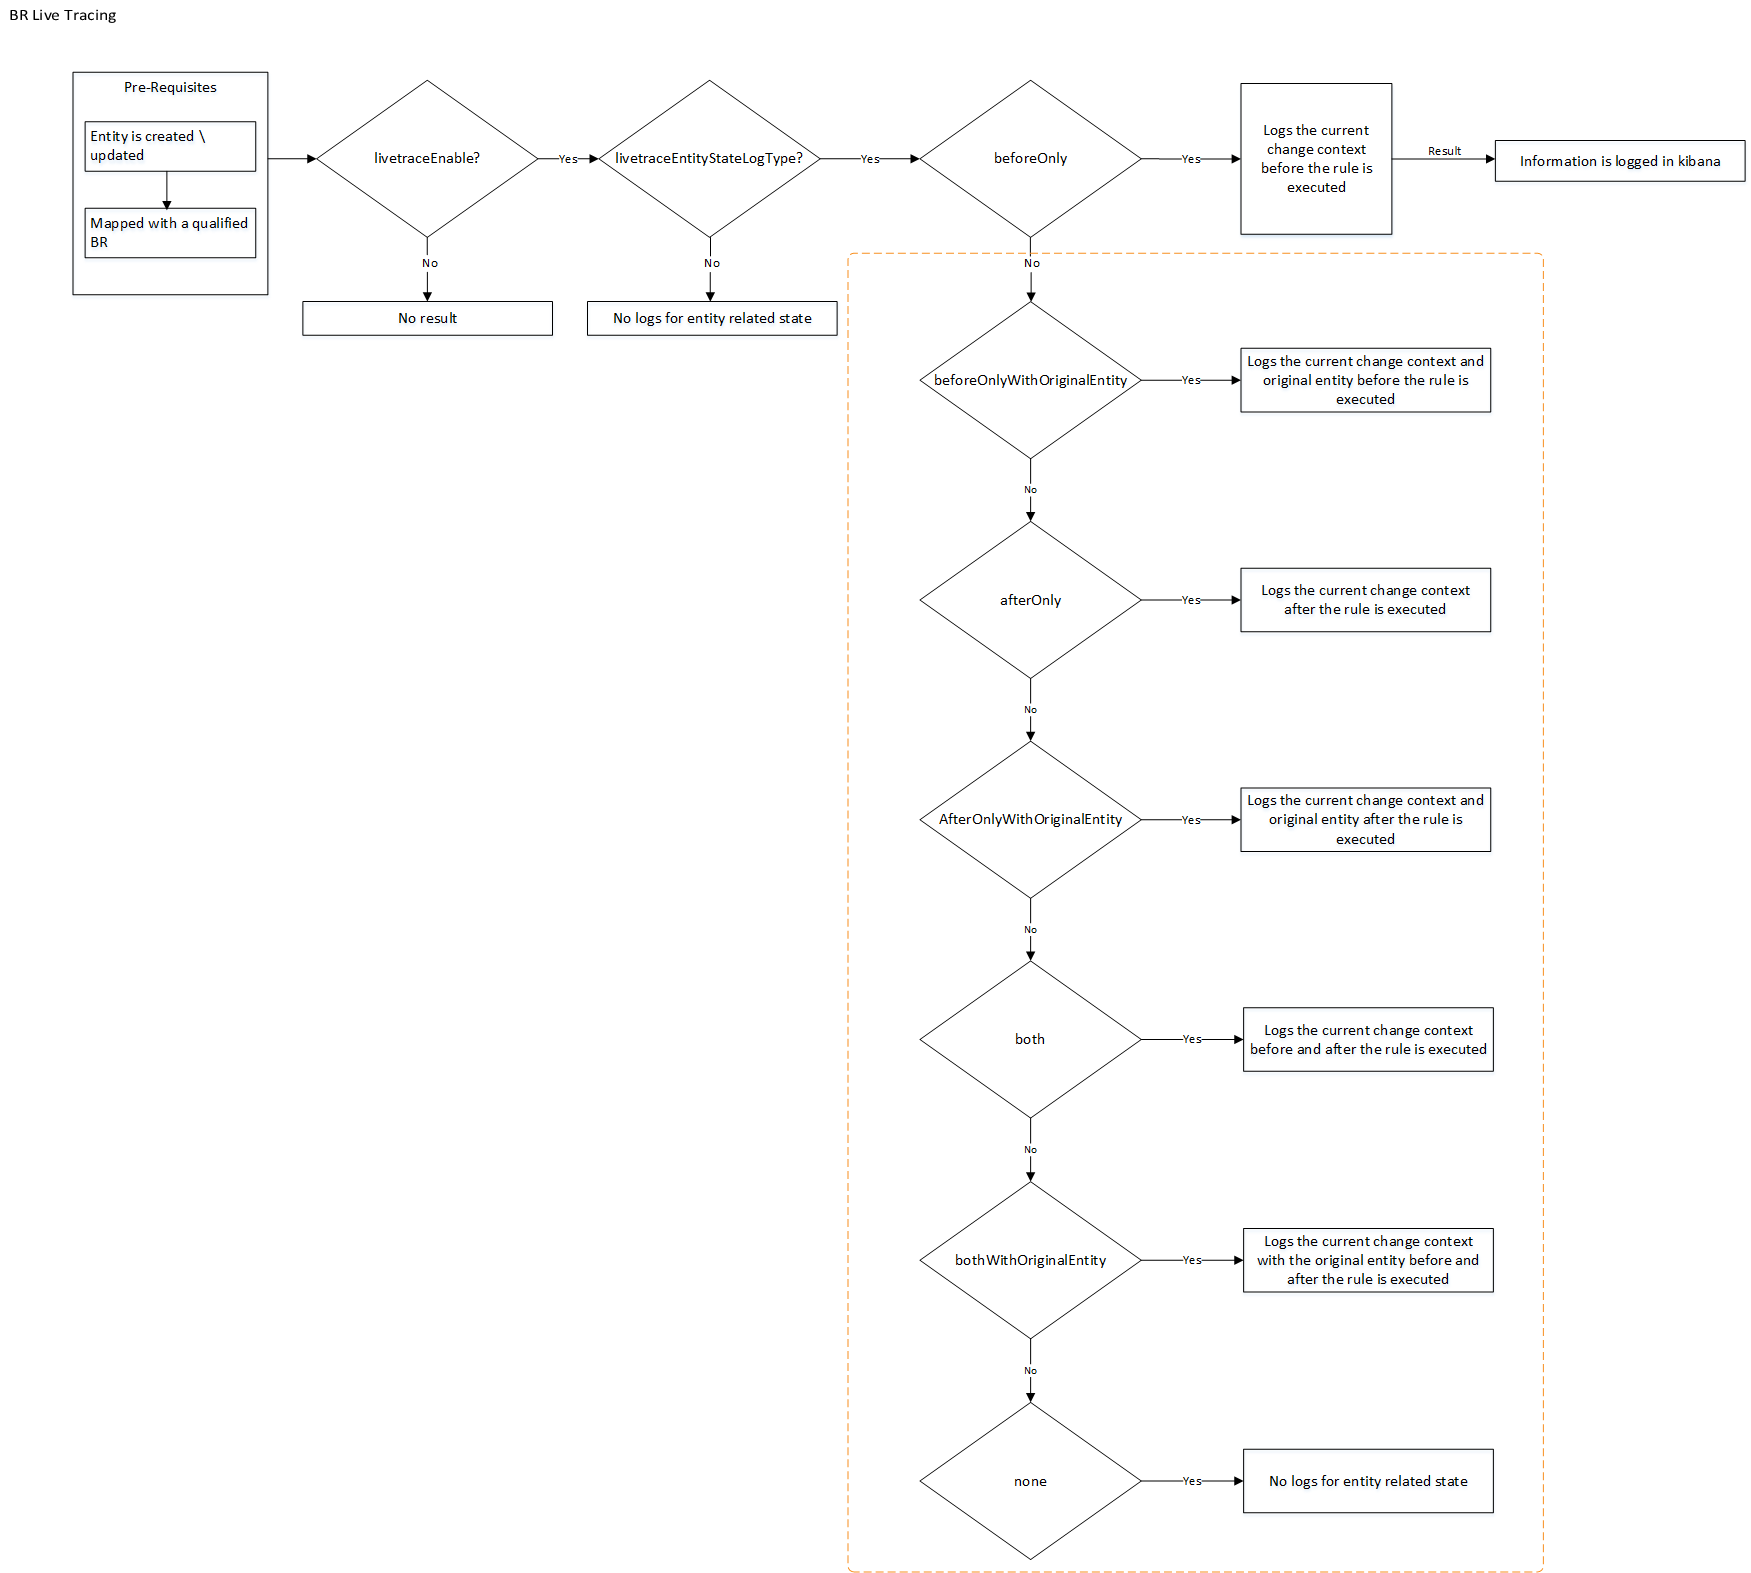 BR Live Tracing
Pre-Requisites
Entity is created \
updated
Mapped with a qualified
BR
livetraceEnable?
Yes
livetraceEntityStateLogType?
Yes
beforeOnly
Yes
Logs the current
change context
before the rule is
executed
Result
Information is logged in kibana
No
No result
No
No logs for entity related state
No
beforeOnlyWithOriginalEntity
Yes
Logs the current change context and
original entity before the rule is
executed
No
afterOnly
Yes
Logs the current change context
after the rule is executed
No
AfterOnlyWithOriginalEntity
Yes
Logs the current change context and
original entity after the rule is
executed
No
both
Yes
Logs the current change context
before and after the rule is executed
No
bothWithOriginalEntity
Yes
Logs the current change context
with the original entity before and
after the rule is executed
No
none
Yes
No logs for entity related state